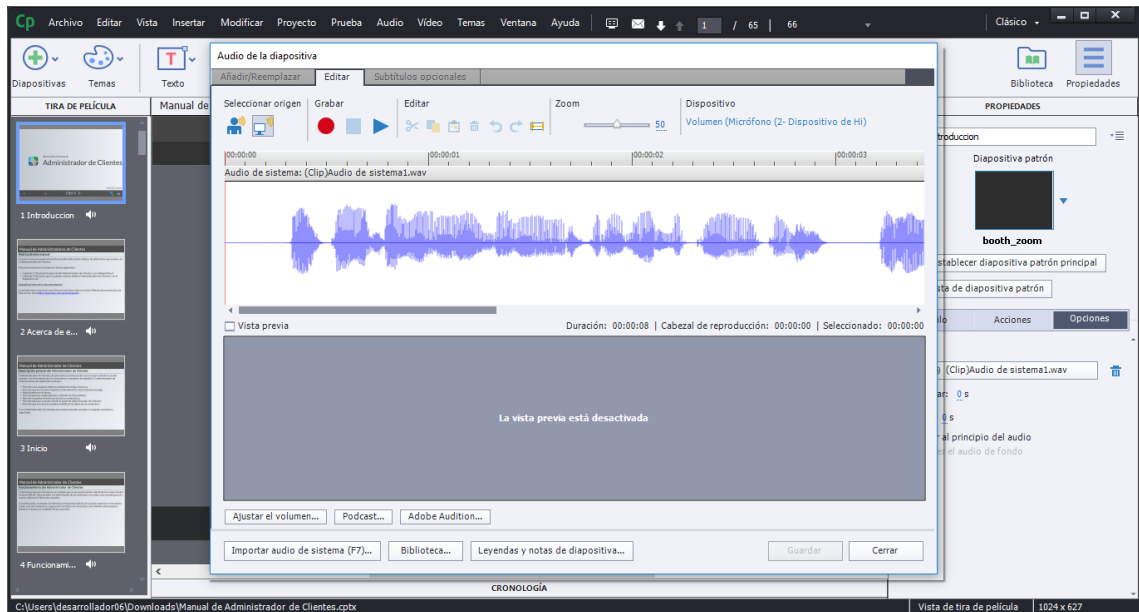 Cp Archivo Editar Vista Insertar Modificar Proyecto Prueba Audio Vídeo Temas Ventana Ayuda 1 / 65 66 Clásico
Diapositivas Temas Texto Biblioteca Propiedades
TIRA DE PELÍCULA
Manual de
PROPIEDADES
Administrador de Clientes
1 Introduccion
2 Acerca de e...
3 Inicio
4 Funcionami...
Audio de la diapositiva
Añadir/Reemplazar Editar Subtítulos opcionales
Seleccionar origen Grabar Editar Zoom Dispositivo
50 Volumen (Micrófono (2- Dispositivo de Hi)
00:00:00 00:00:01 00:00:02 00:00:03
Audio de sistema: (Clip)Audio de sistema1.wav
Vista previa Duración: 00:00:08 | Cabezal de reproducción: 00:00:00 | Seleccionado: 00:00:00
La vista previa está desactivada
Ajustar el volumen... Podcast... Adobe Audition...
Importar audio de sistema (F7)... Biblioteca... Leyendas y notas de diapositiva... Guardar Cerrar
troduccion
Diapositiva patrón
booth_zoom
stablecer diapositiva patrón principal
sta de diapositiva patrón
ilo Acciones Opciones
(Clip)Audio de sistema1.wav
ar: 0 s
0 s
r al principio del audio
er el audio de fondo
CRONOLOGÍA
C:\Users\desarrollador06\Downloads\Manual de Administrador de Clientes.cptx Vista de tira de película 1024 x 627